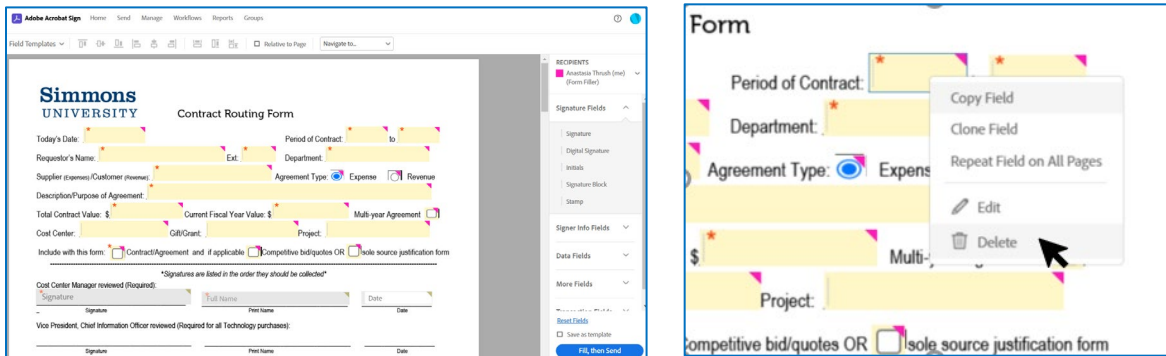 Adobe Acrobat Sign Home Send Manage Workflows Reports Groups
Field Templates Relative to Page Navigate to...
RECIPIENTS
Anastasia Thrush (me)
(Form Filler)
Signature Fields
Signature
Digital Signature
Initials
Signature Block
Stamp
Signer Info Fields
Data Fields
More Fields
Reset Fields
Save as template
Fill, then Send
Simmons
UNIVERSITY
Contract Routing Form
Today's Date: * Period of Contract: * to *
Requestor's Name: * Ext: * Department: *
Supplier (Expenses) /Customer (Revenue): * Agreement Type: Expense Revenue
Description/Purpose of Agreement: *
Total Contract Value: $ * Current Fiscal Year Value: $ * Multi-year Agreement
Cost Center: Gift/Grant: Project:
Include with this form: * Contract/Agreement and if applicable Competitive bid/quotes OR sole source justification form
*Signatures are listed in the order they should be collected*
Cost Center Manager reviewed (Required):
*Signature *Full Name Date
Signature Print Name Date
Vice President, Chief Information Officer reviewed (Required for all Technology purchases):
Signature Print Name Date
Form
Period of Contract: * *
Department: *
Agreement Type: Expens
$ * Multi-
Project:
ompetitive bid/quotes OR sole source justification form
Copy Field
Clone Field
Repeat Field on All Pages
Edit
Delete